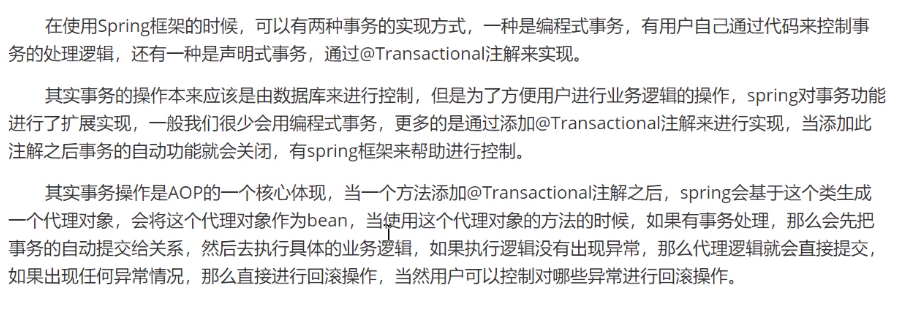 在使用Spring框架的时候，可以有两种事务的实现方式，一种是编程式事务，有用户自己通过代码来控制事
务的处理逻辑，还有一种是声明式事务，通过@Transactional注解来实现。
其实事务的操作本来应该是由数据库来进行控制，但是为了方便用户进行业务逻辑的操作，spring对事务功能
进行了扩展实现，一般我们很少会用编程式事务，更多的是通过添加@Transactional注解来进行实现，当添加此
注解之后事务的自动功能就会关闭，有spring框架来帮助进行控制。
其实事务操作是AOP的一个核心体现，当一个方法添加@Transactional注解之后，spring会基于这个类生成
一个代理对象，会将这个代理对象作为bean，当使用这个代理对象的方法的时候，如果有事务处理，那么会先把
事务的自动提交给关系，然后去执行具体的业务逻辑，如果执行逻辑没有出现异常，那么代理逻辑就会直接提交，
如果出现任何异常情况，那么直接进行回滚操作，当然用户可以控制对哪些异常进行回滚操作。